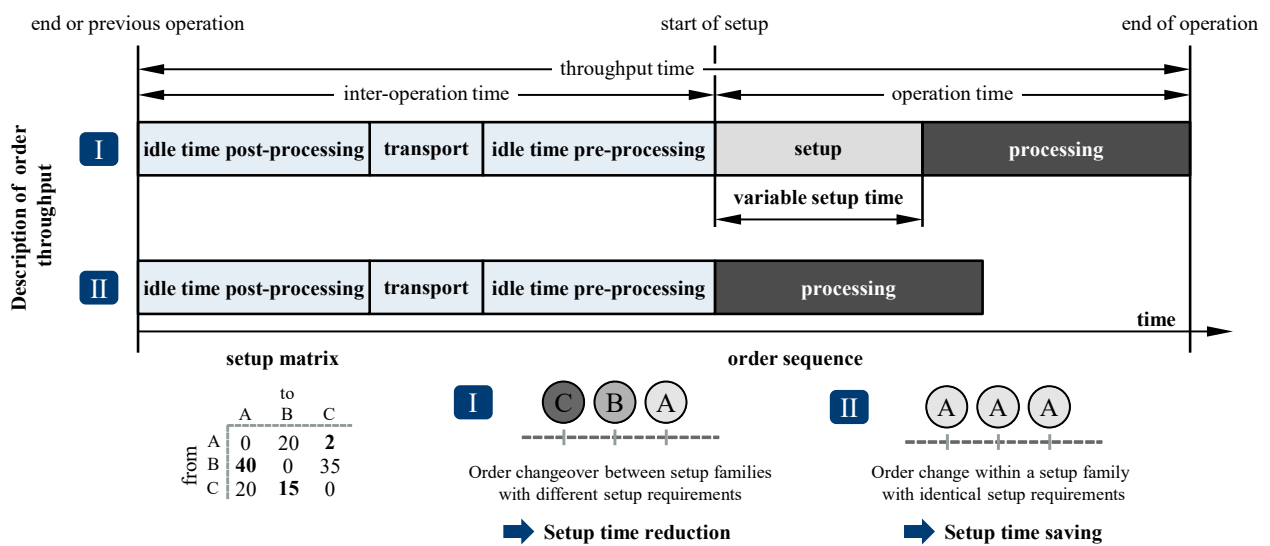 end or previous operation
start of setup
end of operation
throughput time
inter-operation time
operation time
Description of order
throughput
I
idle time post-processing
transport
idle time pre-processing
setup
processing
variable setup time
II
idle time post-processing
transport
idle time pre-processing
processing
time
setup matrix
to
A B C
from
A 0 20 2
B 40 0 35
C 20 15 0
order sequence
I
C B A
Order changeover between setup families
with different setup requirements
Setup time reduction
II
A A A
Order change within a setup family
with identical setup requirements
Setup time saving